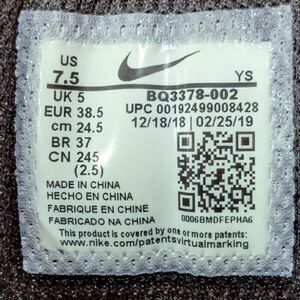 US
7.5 YS
UK 5 BQ3378-002
EUR 38.5 UPC 00192499008428
cm 24.5 12/18/18 02/25/19
BR 37
CN 245
(2.5)
MADE IN CHINA
HECHO EN CHINA
FABRIQUE EN CHINE
FABRICADO NA CHINA
0006BMDFEPHA6
This product is covered by one or more patents. See
www.nike.com/patentsvirtualmarking